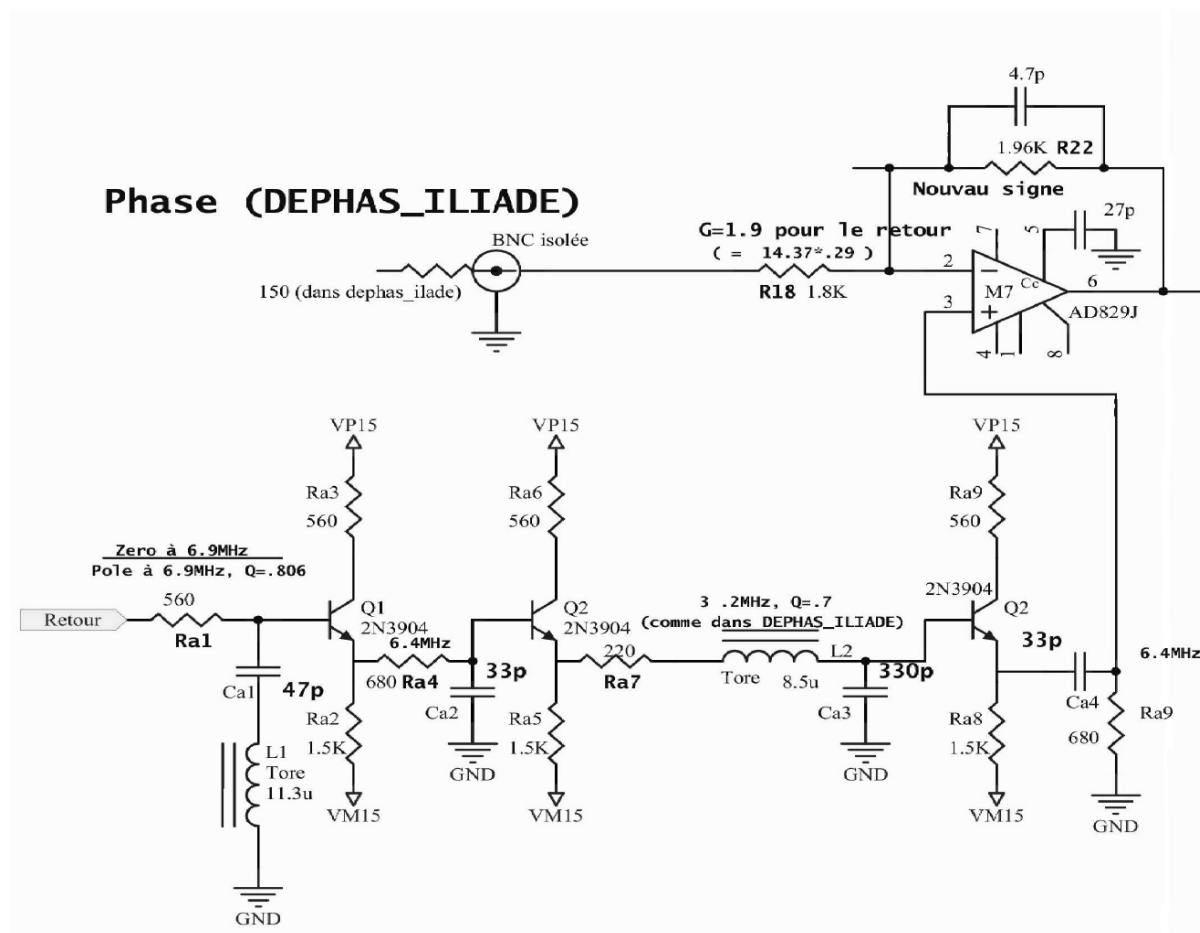 4.7p
1.96K R22
Nouvau signe
Phase (DEPHAS_ILIADE)
27p
G=1.9 pour le retour
( = 14.37*.29 )
BNC isolée
7
5
2
150 (dans dephas_ilade)
R18 1.8K
Cc
M7
6
3
AD829J
4
1
8
VP15
VP15
VP15
Ra3
560
Ra6
560
Ra9
560
Zero à 6.9MHz
Pole à 6.9MHz, Q=.806
560
Retour
Ra1
Q1
2N3904
6.4MHz
Q2
2N3904
3 .2MHz, Q=.7
(comme dans DEPHAS_ILIADE)
2N3904
Q2
33p
6.4MHz
220
L2
680 Ra4
33p
Ra7
Tore 8.5u
330p
Ca1
47p
Ca2
Ca3
Ca4
Ra2
1.5K
Ra5
1.5K
Ra8
1.5K
Ra9
680
L1
Tore
11.3u
GND
GND
VM15
VM15
VM15
GND
GND